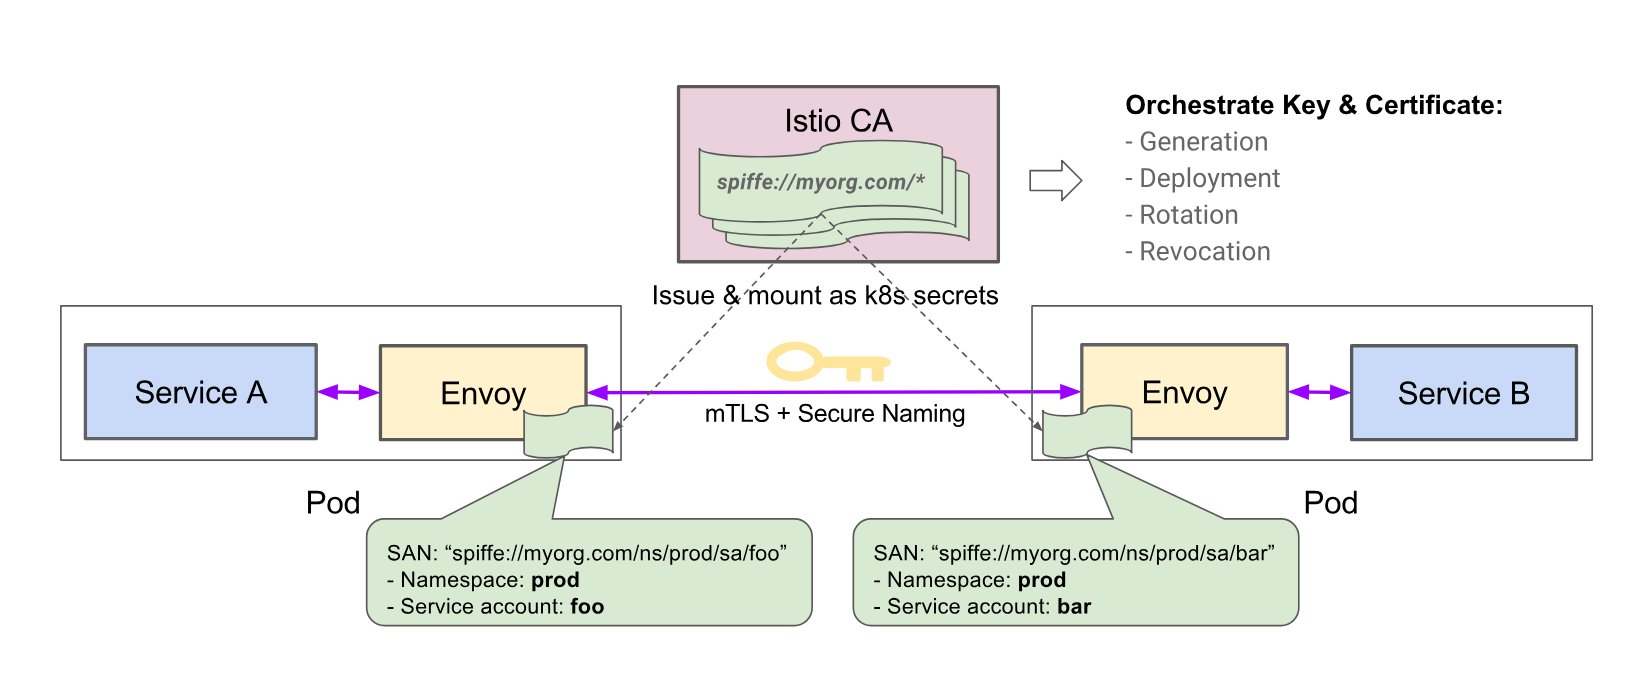 Istio CA
spiffe://myorg.com/*
Orchestrate Key & Certificate:
- Generation
- Deployment
- Rotation
- Revocation
Issue & mount as k8s secrets
Service A
Envoy
mTLS + Secure Naming
Envoy
Service B
Pod
Pod
SAN: “spiffe://myorg.com/ns/prod/sa/foo”
- Namespace: prod
- Service account: foo
SAN: “spiffe://myorg.com/ns/prod/sa/bar”
- Namespace: prod
- Service account: bar